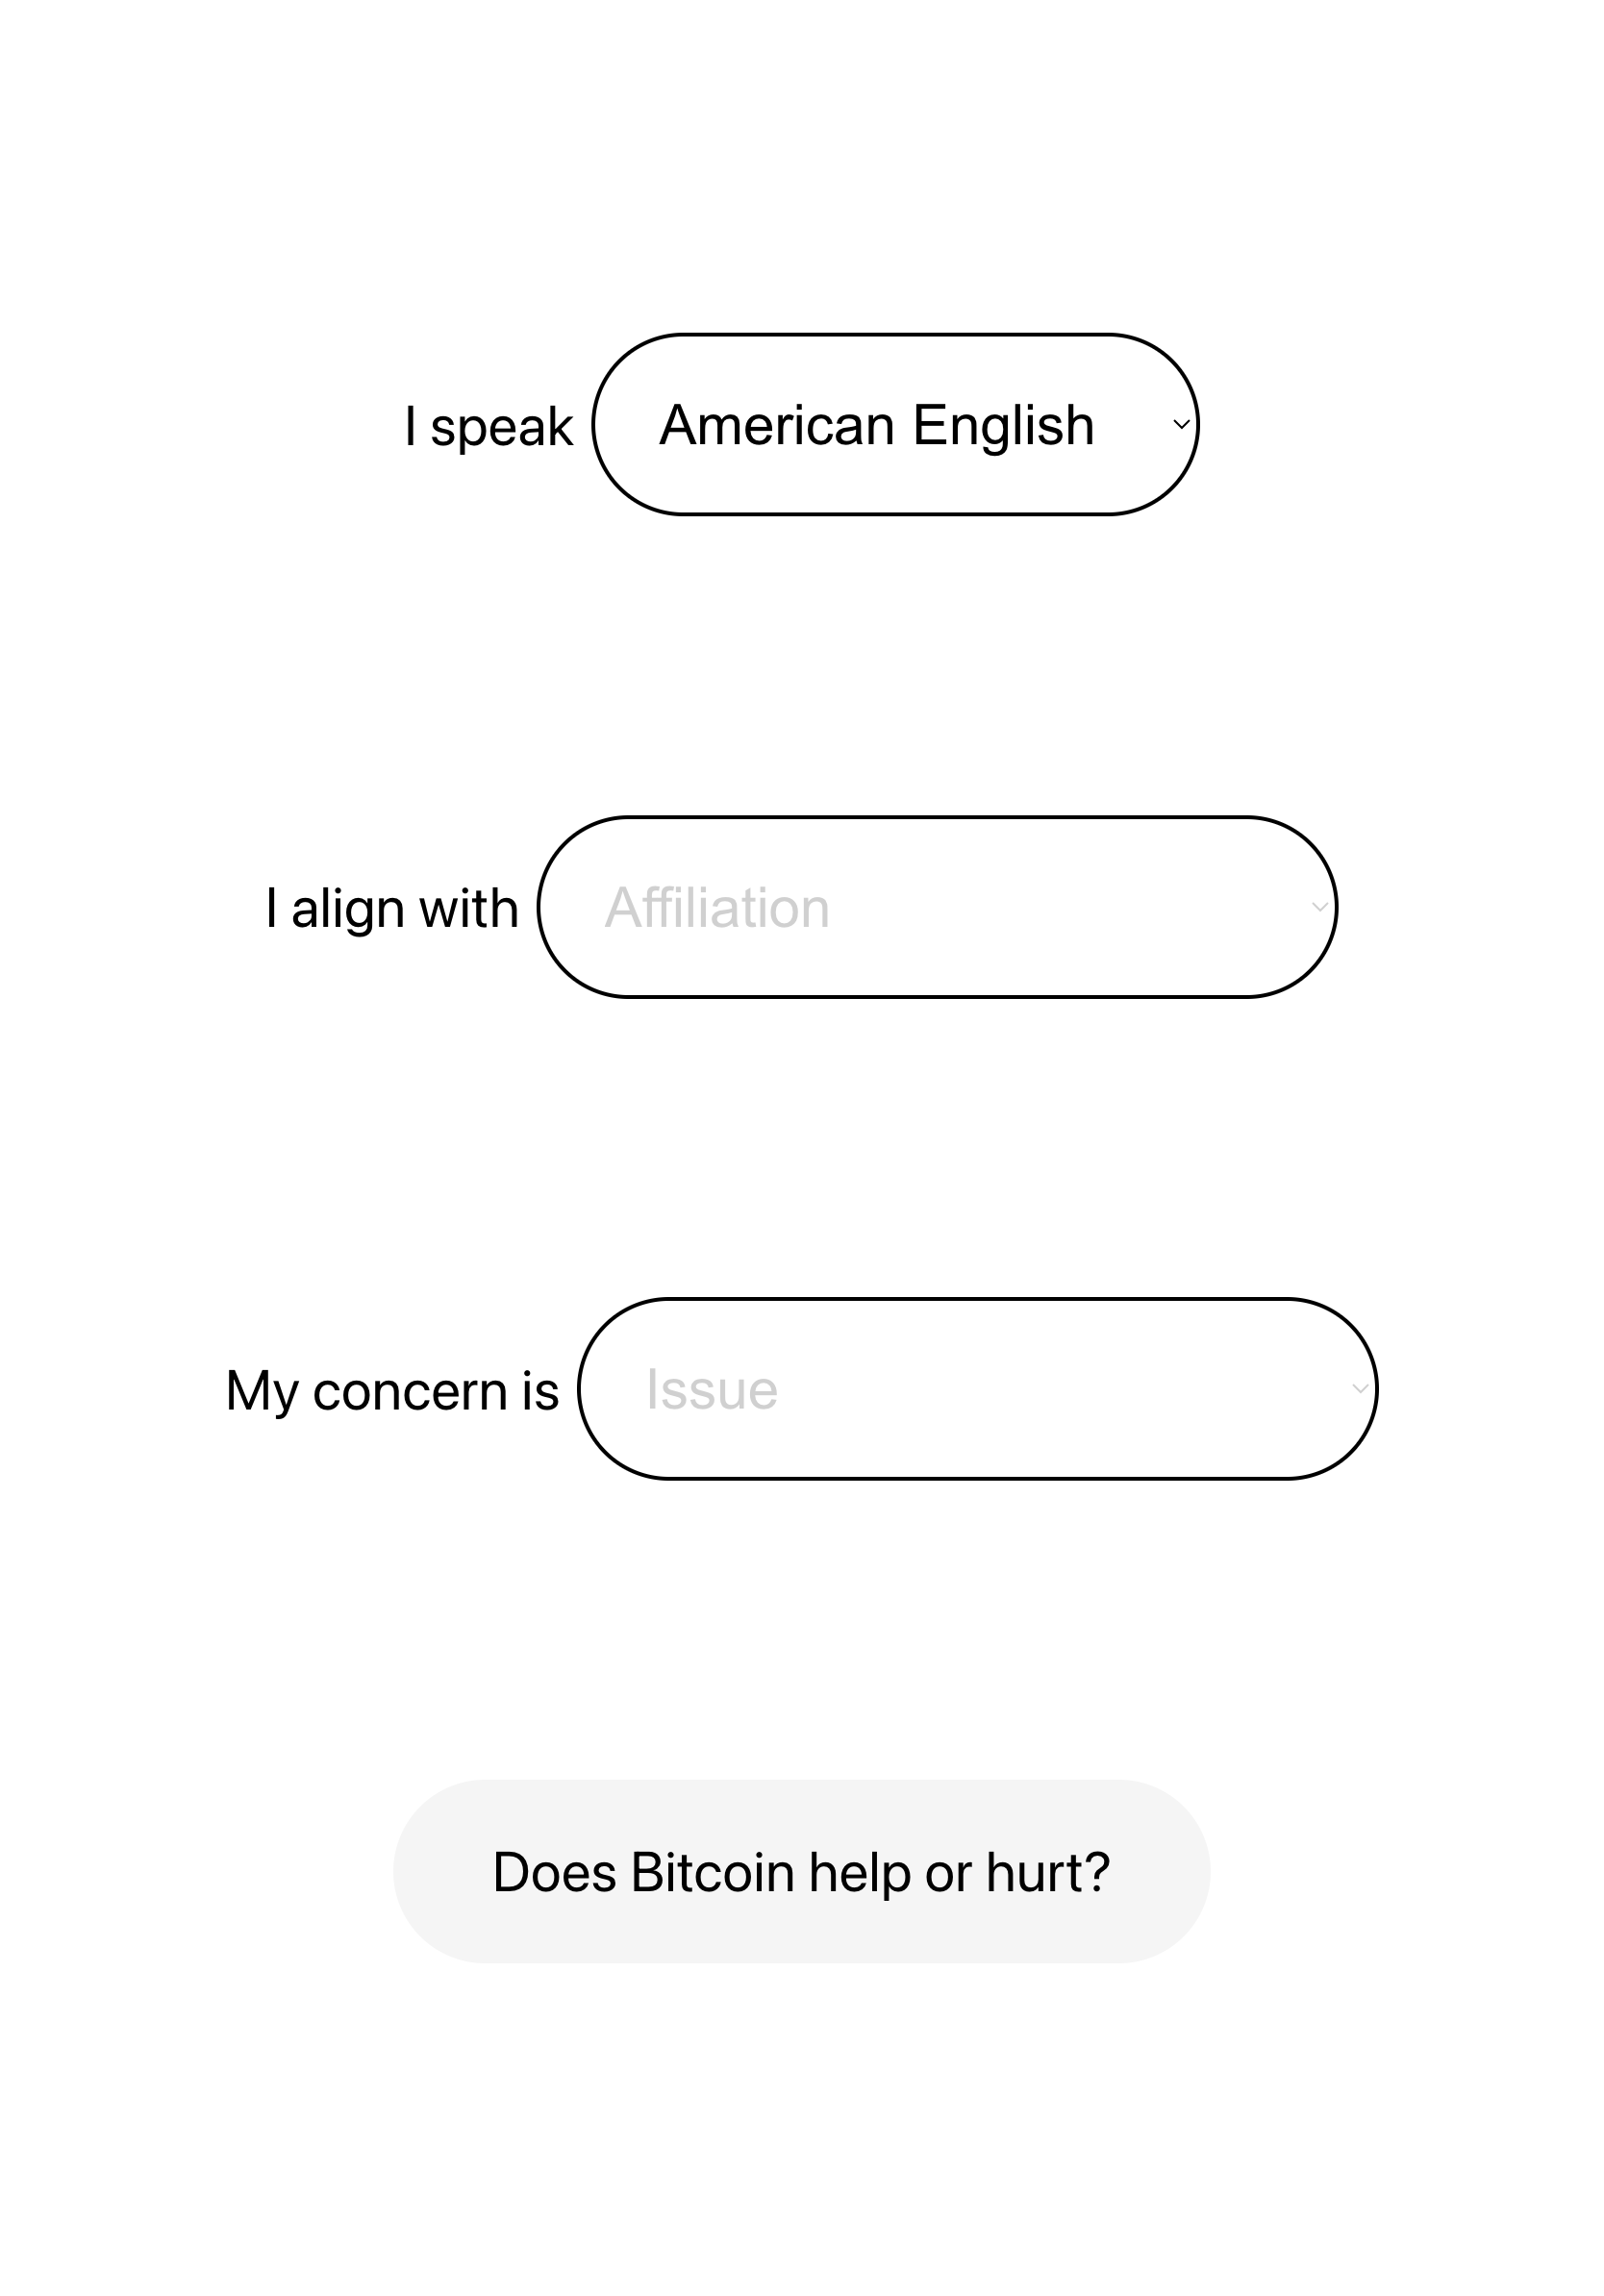 I speak American English
I align with Affiliation
My concern is Issue
Does Bitcoin help or hurt?